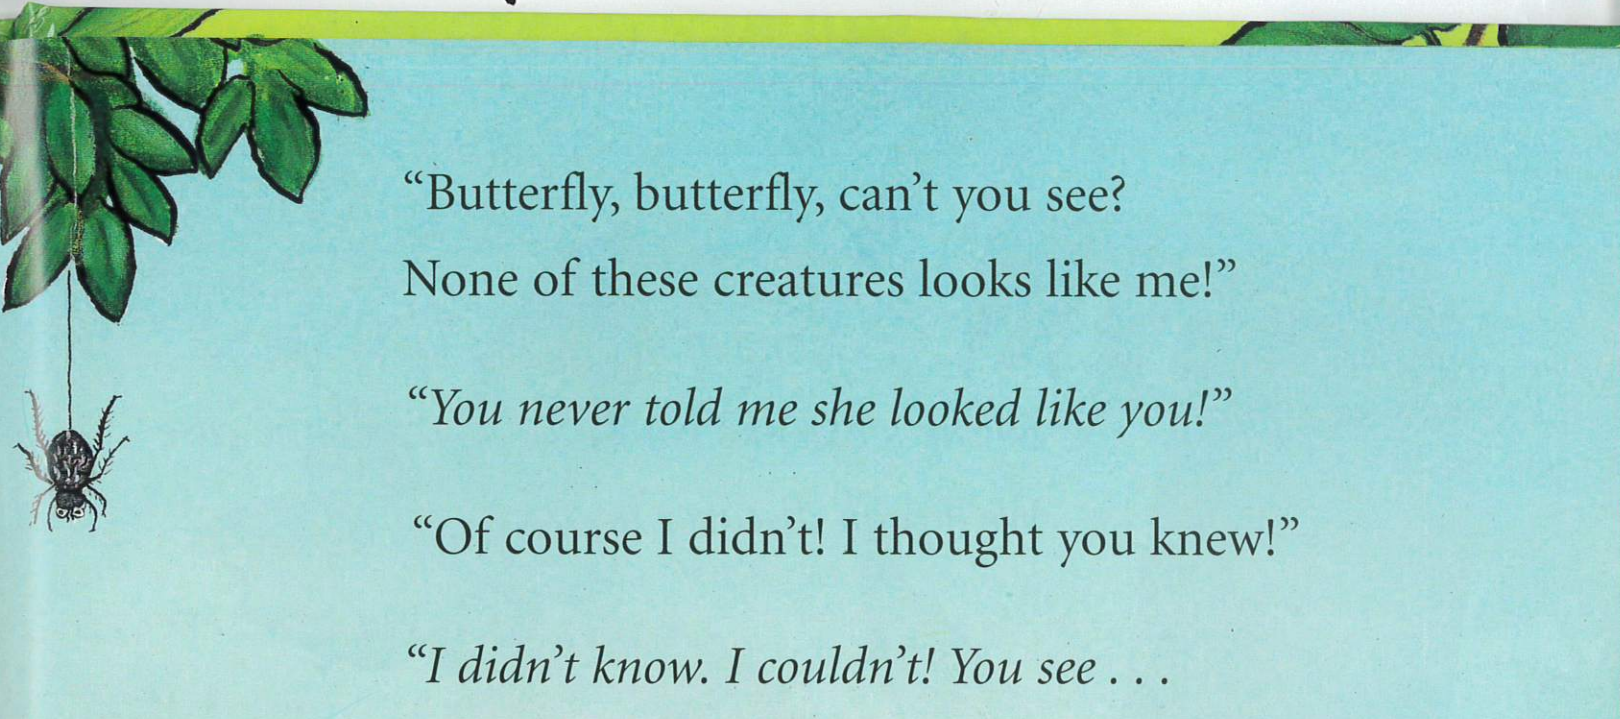 “Butterfly, butterfly, can’t you see?
None of these creatures looks like me!”
“You never told me she looked like you!”
“Of course I didn’t! I thought you knew!”
“I didn’t know. I couldn’t! You see . . .